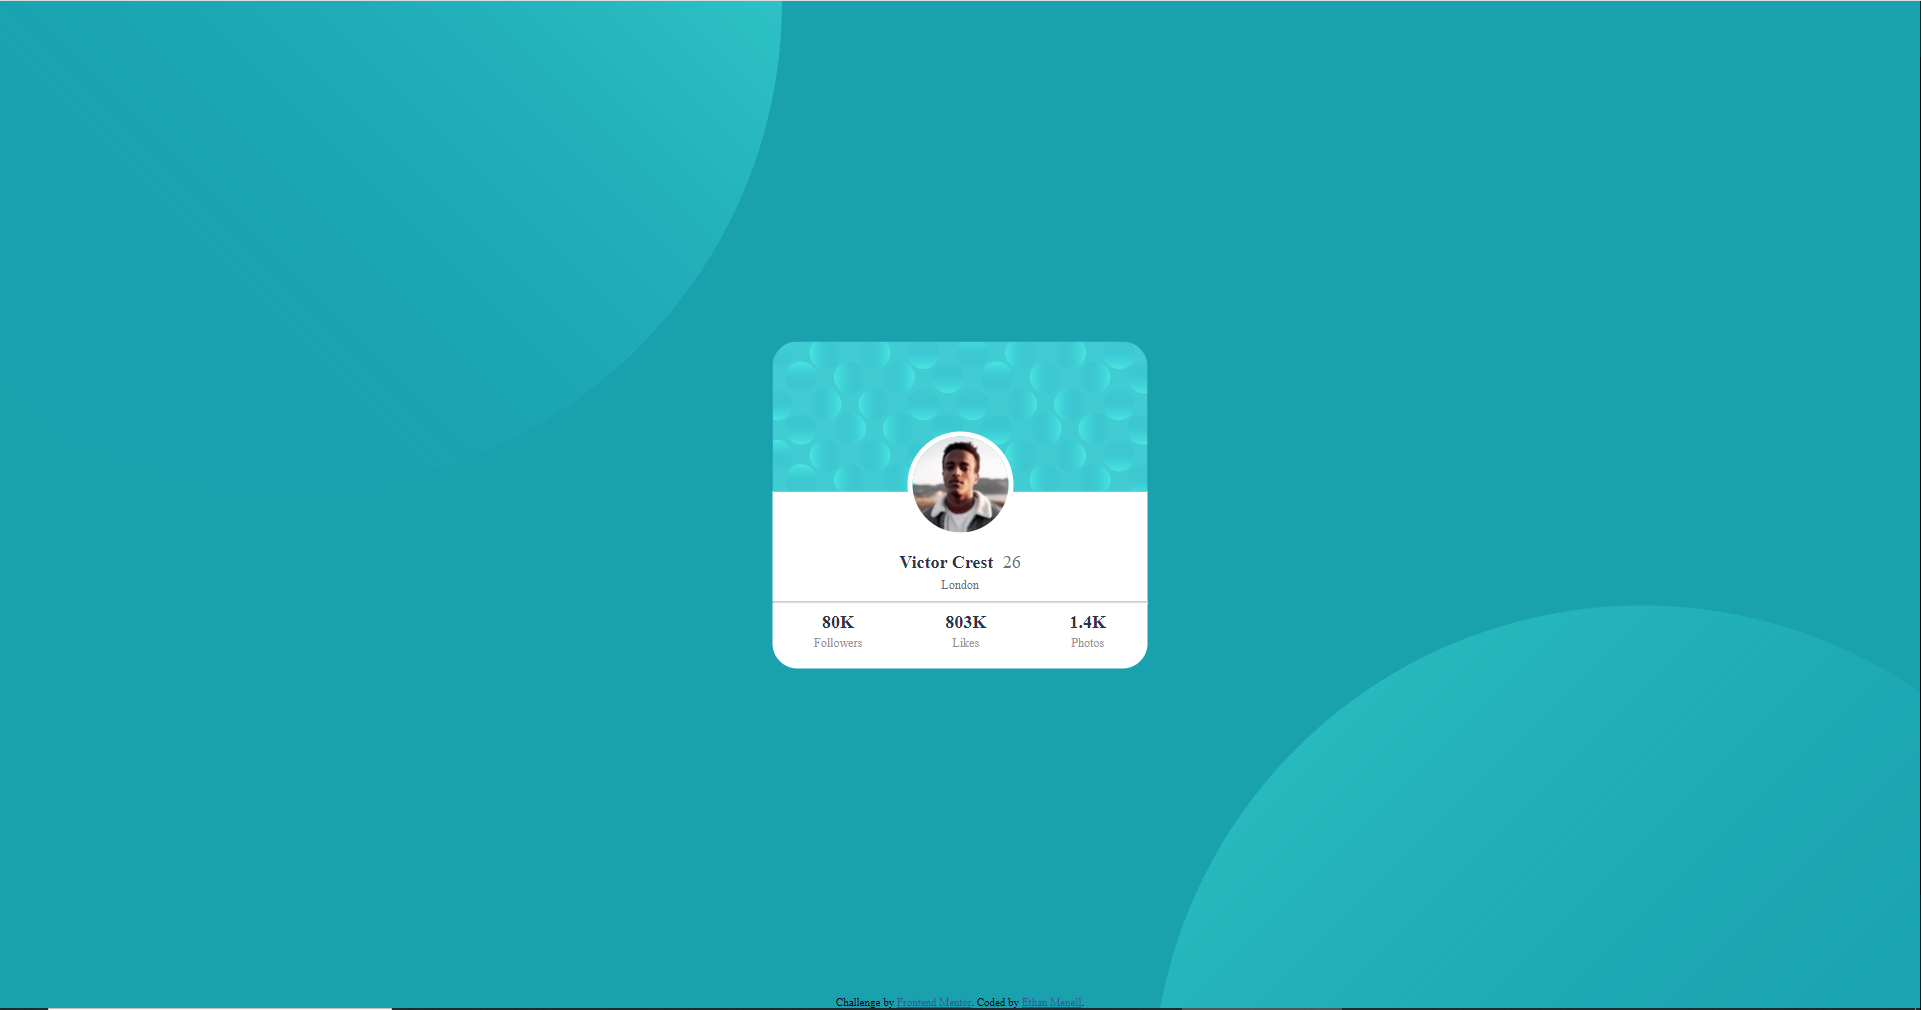 Victor Crest 26
London
80K 803K 1.4K
Followers Likes Photos
Challenge by Frontend Mentor. Coded by Ethan Menell.